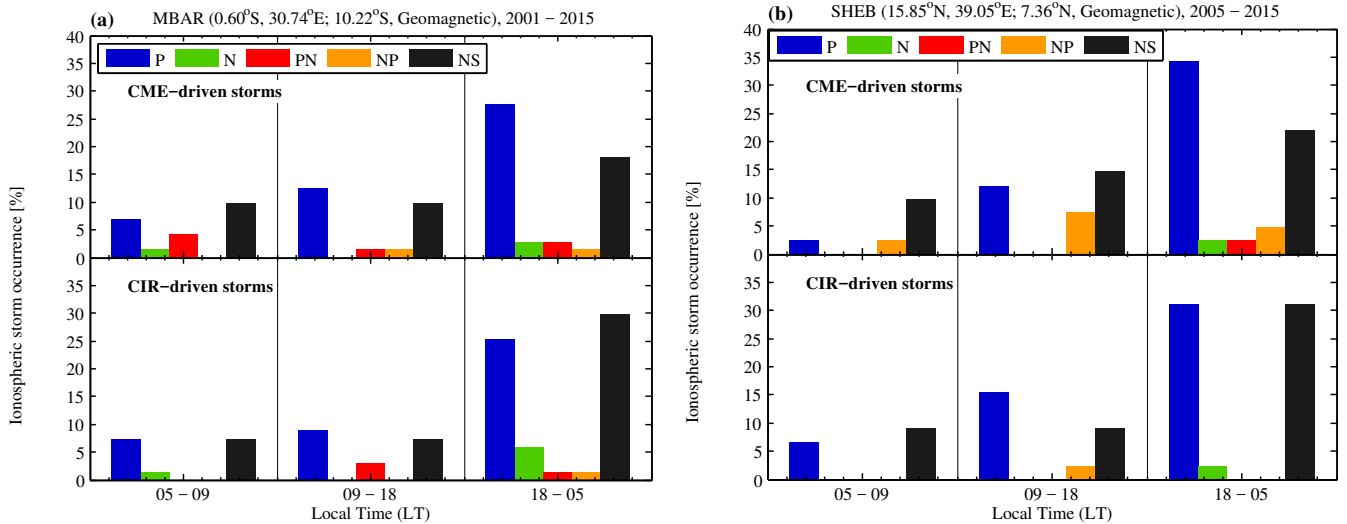 (a) MBAR (0.60°S, 30.74°E; 10.22°S, Geomagnetic), 2001 − 2015
40
35
30
25
20
15
10
5
0
P N PN NP NS
CME−driven storms
CIR−driven storms
35
30
25
20
15
10
5
0
Ionospheric storm occurrence [%]
05 − 09 09 − 18 18 − 05
Local Time (LT)
(b) SHEB (15.85°N, 39.05°E; 7.36°N, Geomagnetic), 2005 − 2015
40
35
30
25
20
15
10
5
0
P N PN NP NS
CME−driven storms
CIR−driven storms
35
30
25
20
15
10
5
0
Ionospheric storm occurrence [%]
05 − 09 09 − 18 18 − 05
Local Time (LT)